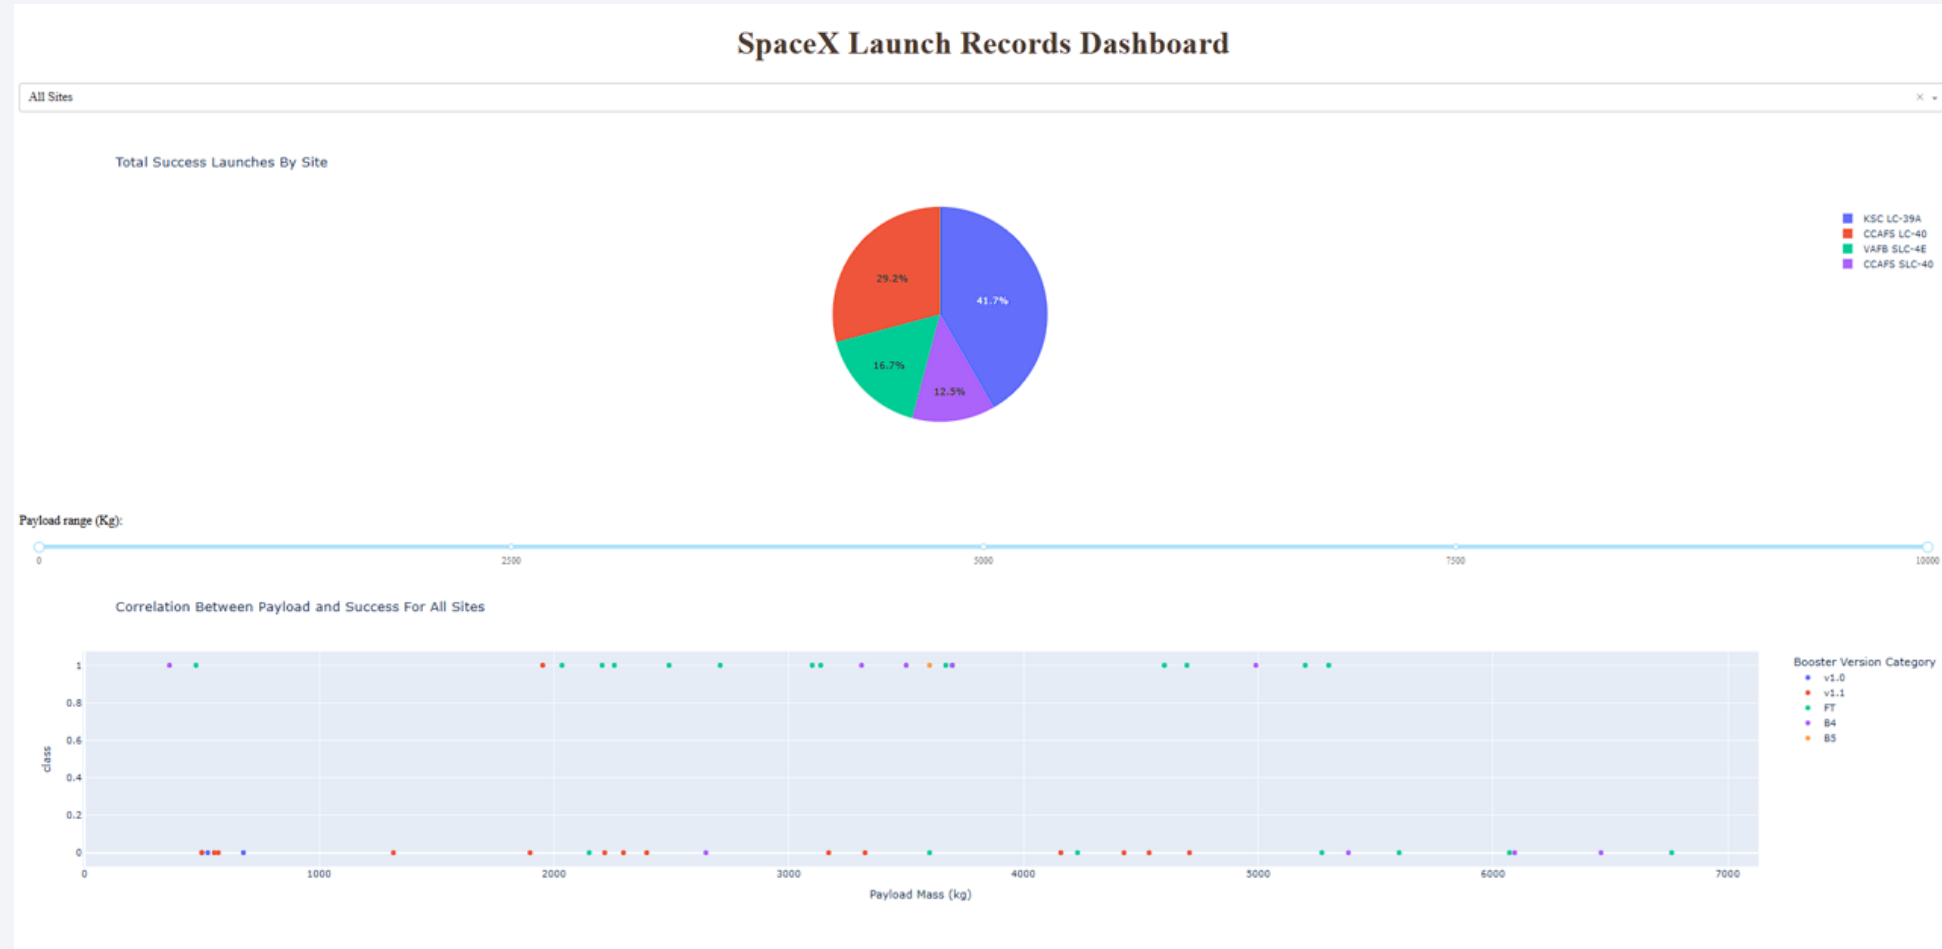 SpaceX Launch Records Dashboard
All Sites
× ▾
Total Success Launches By Site
KSC LC-39A
CCAFS LC-40
VAFB SLC-4E
CCAFS SLC-40
29.2%
41.7%
16.7%
12.5%
Payload range (Kg):
0 2500 5000 7500 10000
Correlation Between Payload and Success For All Sites
Booster Version Category
v1.0
v1.1
FT
B4
B5
class
1
0.8
0.6
0.4
0.2
0
0 1000 2000 3000 4000 5000 6000 7000
Payload Mass (kg)